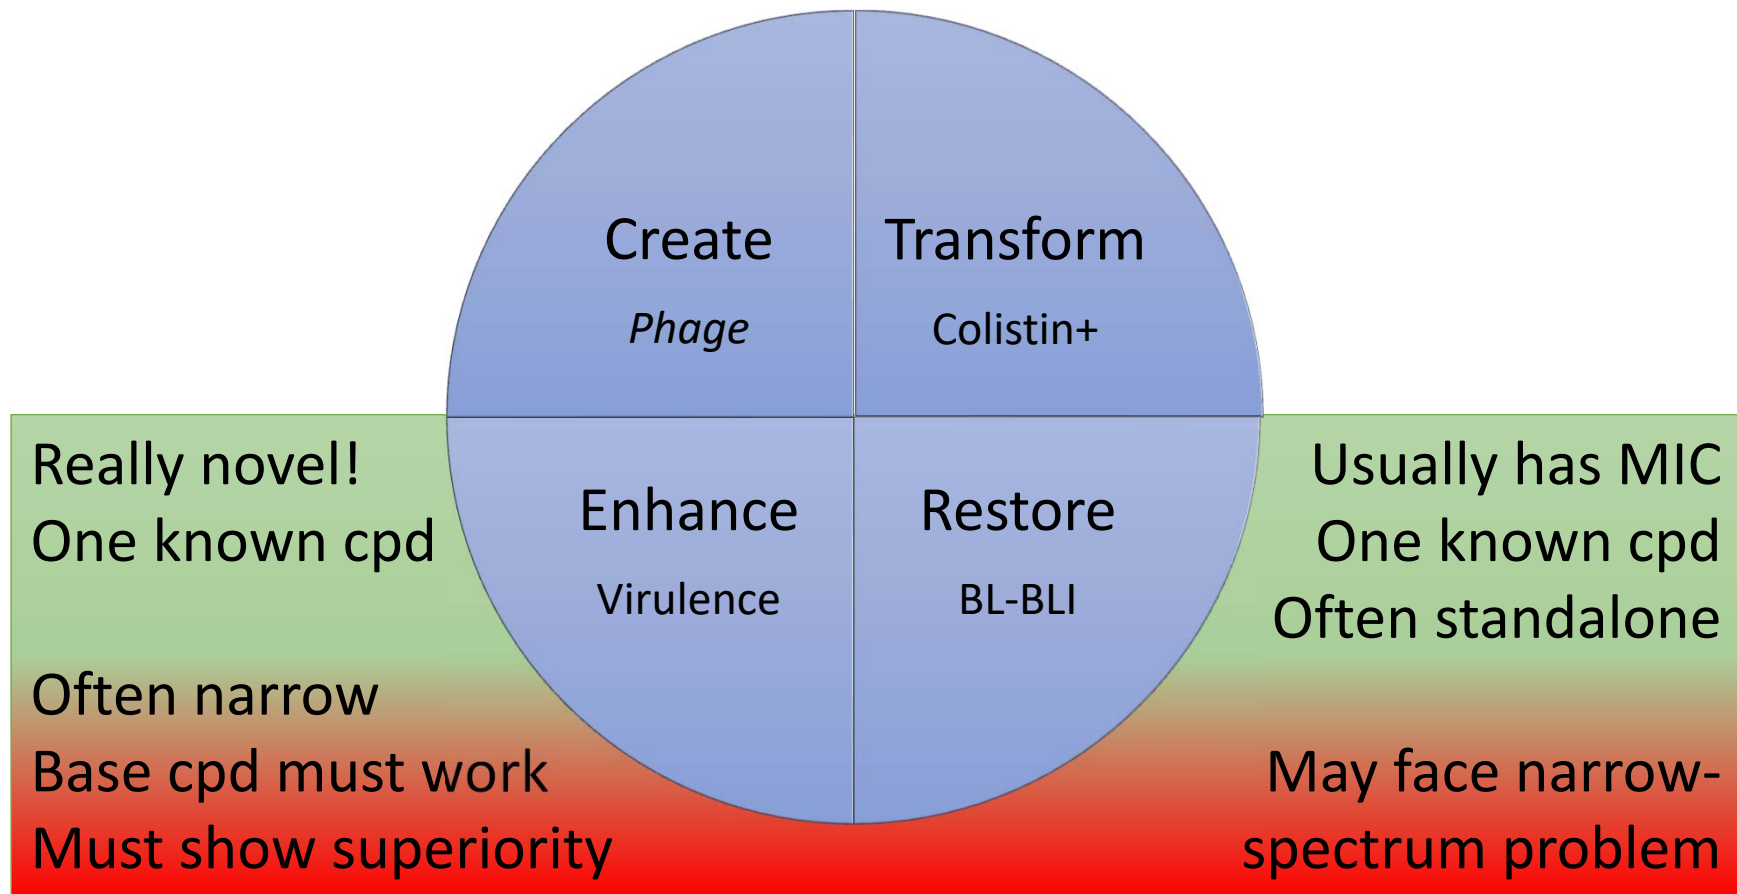 Create
Transform
Phage
Colistin+
Really novel!
One known cpd
Often narrow
Base cpd must work
Must show superiority
Enhance
Virulence
Restore
BL-BLI
Usually has MIC
One known cpd
Often standalone
May face narrow-
spectrum problem